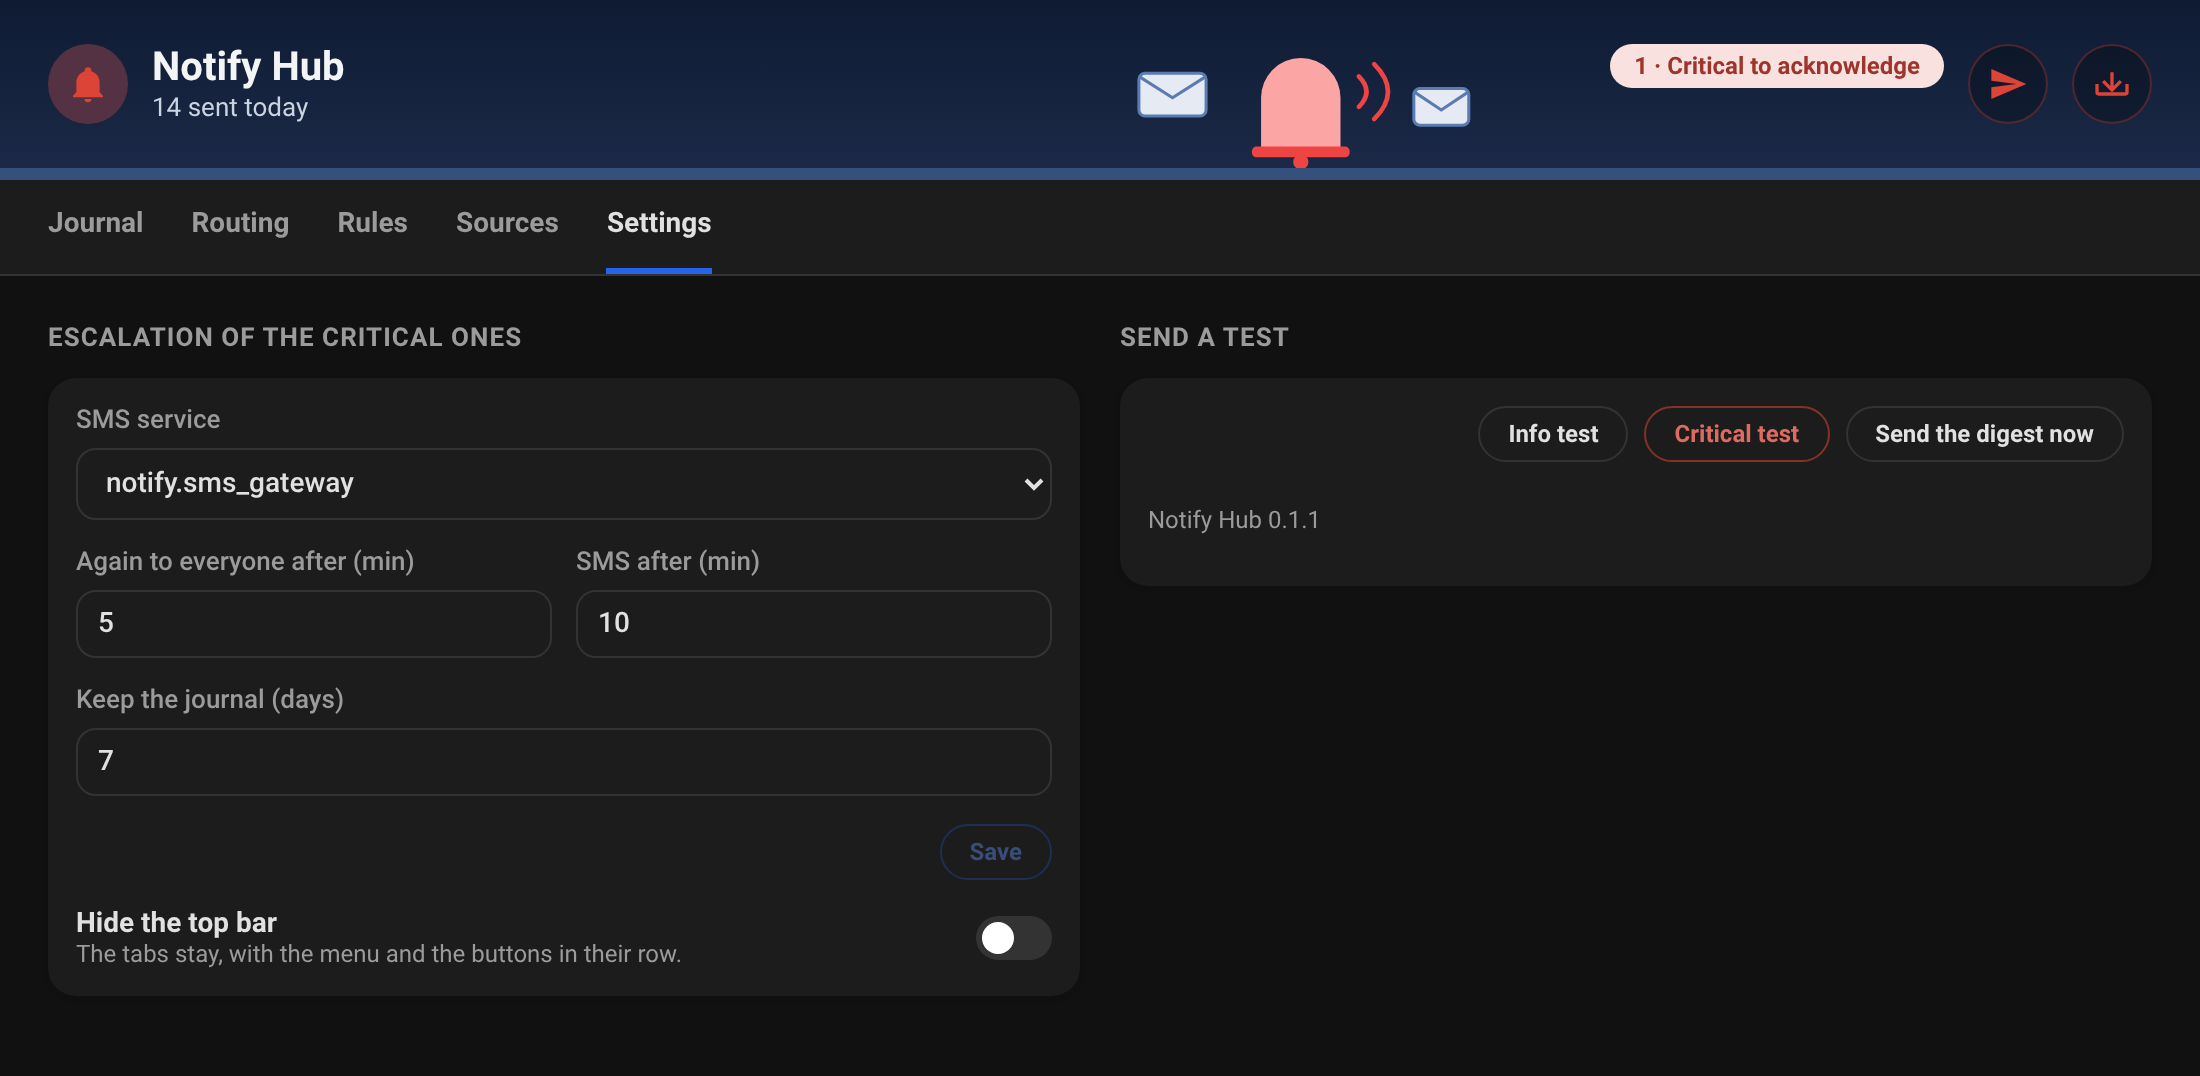 Notify Hub
14 sent today
1 · Critical to acknowledge
Journal
Routing
Rules
Sources
Settings
ESCALATION OF THE CRITICAL ONES
SMS service
notify.sms_gateway
Again to everyone after (min)
SMS after (min)
5
10
Keep the journal (days)
7
Save
Hide the top bar
The tabs stay, with the menu and the buttons in their row.
SEND A TEST
Info test
Critical test
Send the digest now
Notify Hub 0.1.1